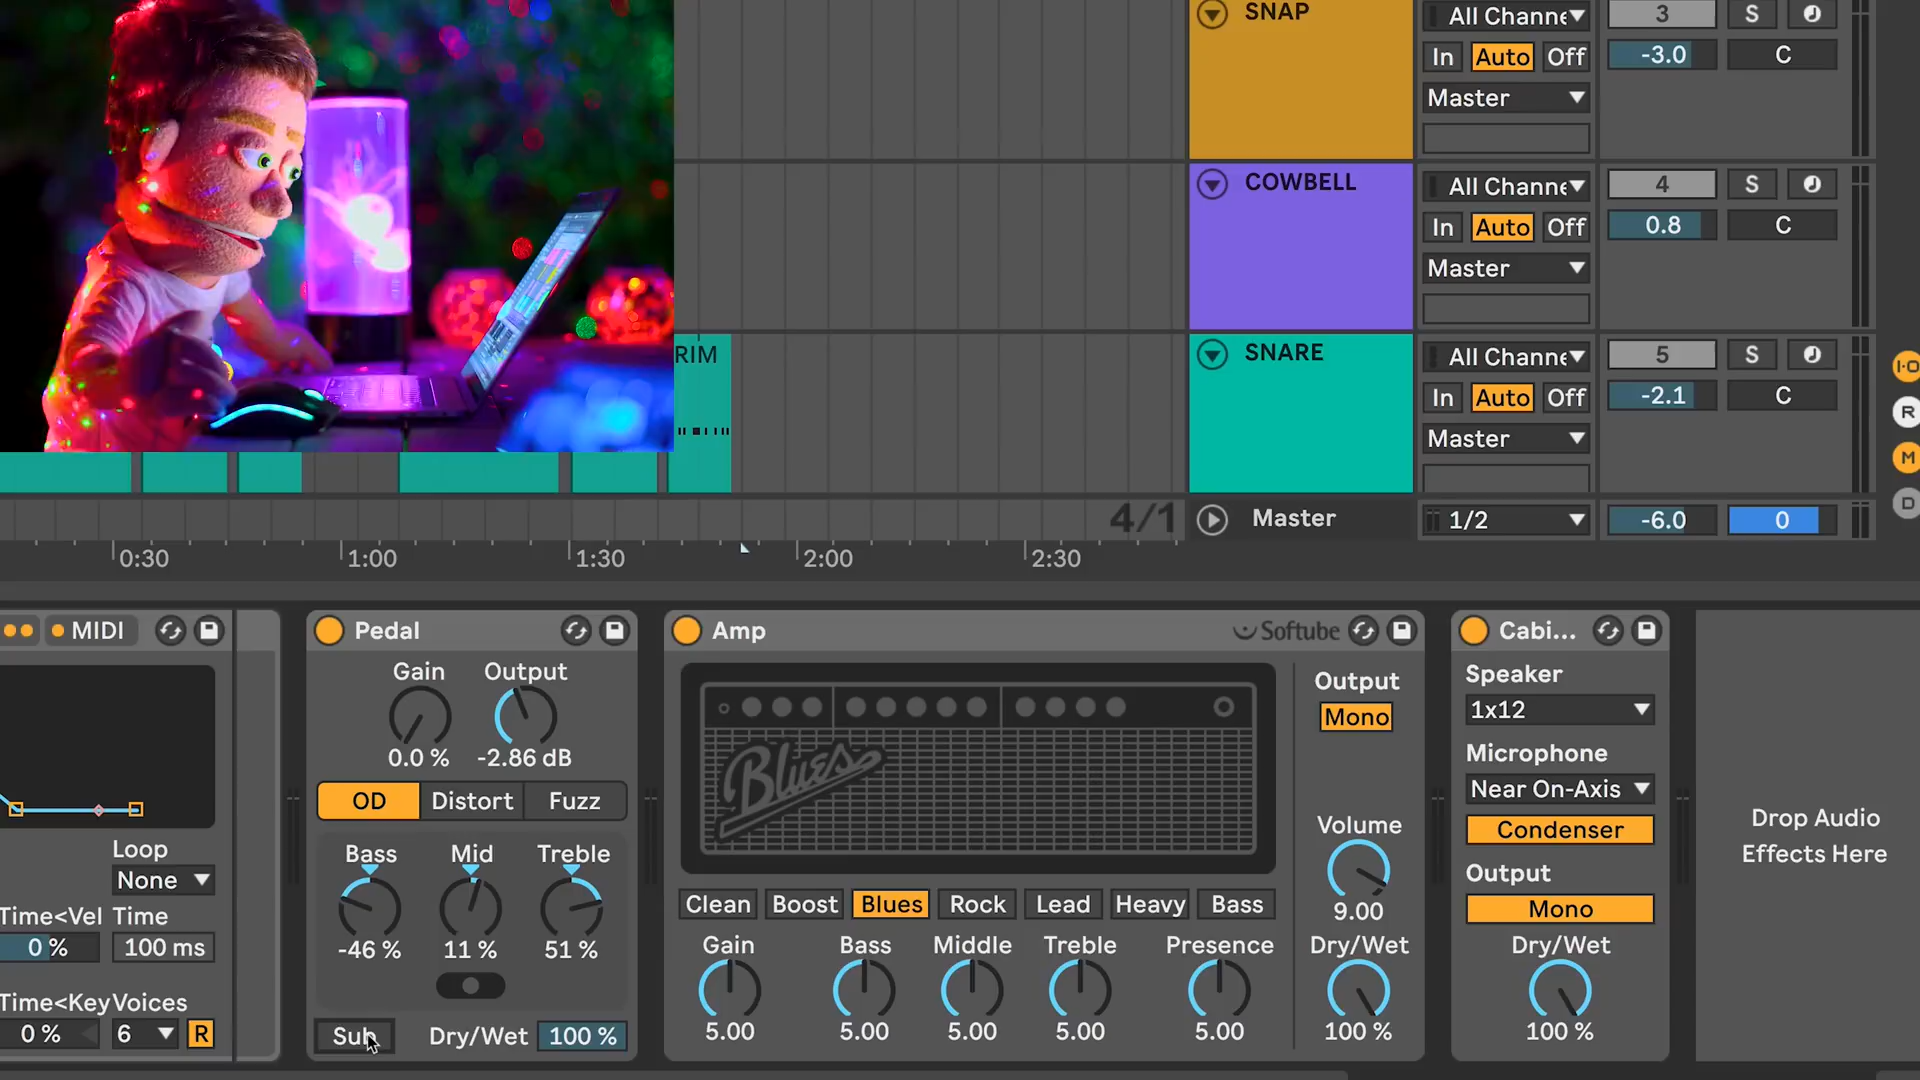 SNAP
All Channe
3
S
In
Auto
Off
-3.0
C
Master
COWBELL
All Channe
4
S
In
Auto
Off
0.8
C
Master
RIM
SNARE
All Channe
5
S
In
Auto
Off
-2.1
C
Master
I·O
R
M
D
4/1
Master
1/2
-6.0
0
0:30
1:00
1:30
2:00
2:30
MIDI
Loop
None
Time<Vel
Time
0 %
100 ms
Time<Key
Voices
0 %
6
R
Pedal
Gain
Output
0.0 %
-2.86 dB
OD
Distort
Fuzz
Bass
Mid
Treble
-46 %
11 %
51 %
Sub
Dry/Wet
100 %
Amp
Softube
Blues
Output
Mono
Volume
9.00
Clean
Boost
Blues
Rock
Lead
Heavy
Bass
Gain
Bass
Middle
Treble
Presence
Dry/Wet
5.00
5.00
5.00
5.00
5.00
100 %
Cabi...
Speaker
1x12
Microphone
Near On-Axis
Condenser
Output
Mono
Dry/Wet
100 %
Drop Audio
Effects Here